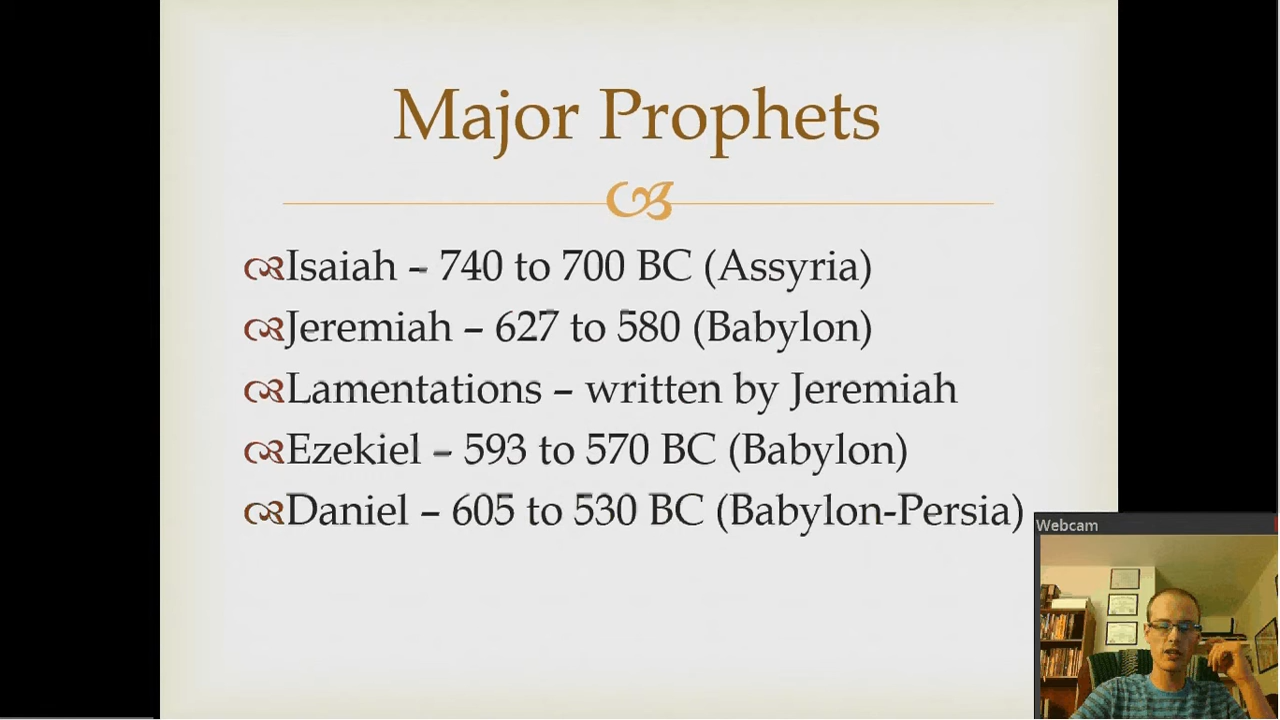 Major Prophets
Isaiah – 740 to 700 BC (Assyria)
Jeremiah – 627 to 580 (Babylon)
Lamentations – written by Jeremiah
Ezekiel – 593 to 570 BC (Babylon)
Daniel – 605 to 530 BC (Babylon-Persia)
Webcam